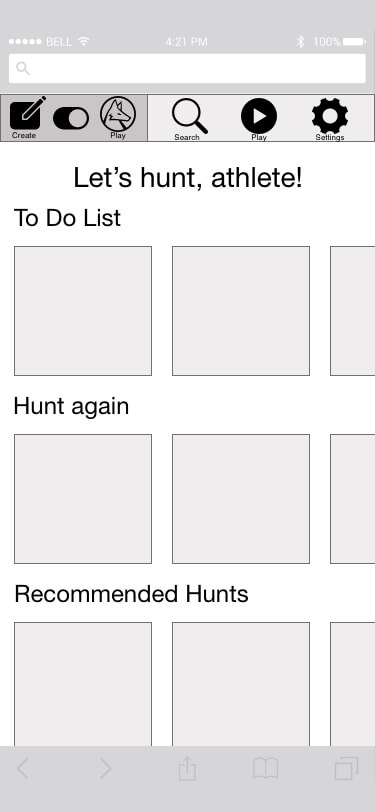 BELL 4:21 PM 100%
Create Play Search Play Settings
Let’s hunt, athlete!
To Do List
Hunt again
Recommended Hunts